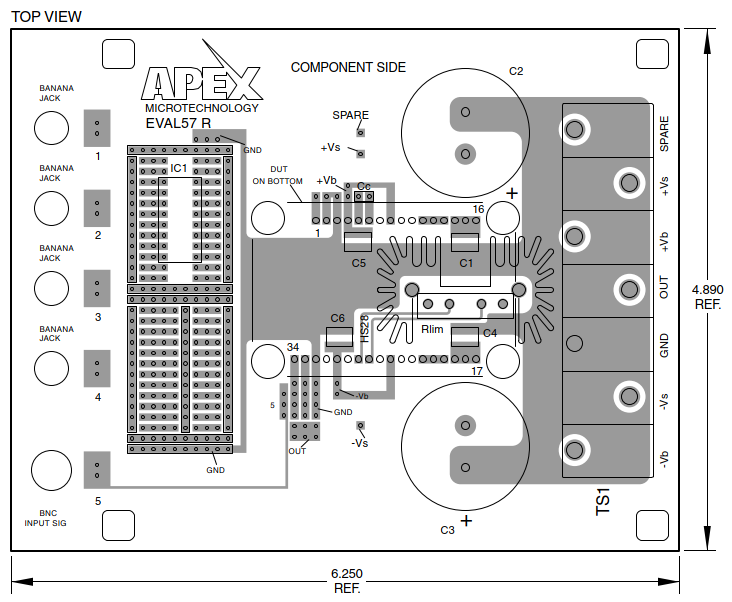 TOP VIEW
APEX
MICROTECHNOLOGY
EVAL57 R
COMPONENT SIDE
C2
BANANA
JACK
1
GND
SPARE
+Vs
IC1
DUT
ON BOTTOM
+Vb
Cc
+
16
1
BANANA
JACK
2
C5
C1
BANANA
JACK
3
C6
HS28
Rlim
C4
BANANA
JACK
4
34
17
5
-Vb
GND
OUT
-Vs
GND
BNC
INPUT SIG
5
C3
+
SPARE
+Vs
+Vb
OUT
GND
-Vs
-Vb
TS1
4.890
REF.
6.250
REF.